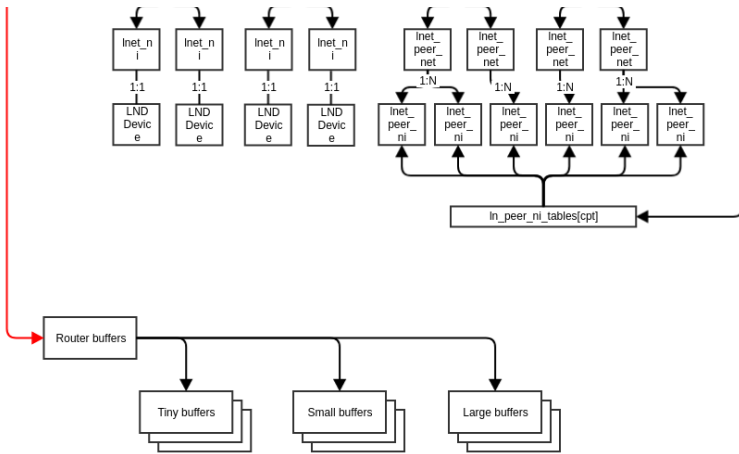 lnet_n
i
lnet_n
i
lnet_n
i
lnet_n
i
lnet_
peer_
net
lnet_
peer_
net
lnet_
peer_
net
lnet_
peer_
net
1:1
1:1
1:1
1:1
1:N
1:N
1:N
1:N
LND
Devic
e
LND
Devic
e
LND
Devic
e
LND
Devic
e
lnet_
peer_
ni
lnet_
peer_
ni
lnet_
peer_
ni
lnet_
peer_
ni
lnet_
peer_
ni
lnet_
peer_
ni
ln_peer_ni_tables[cpt]
Router buffers
Tiny buffers
Small buffers
Large buffers